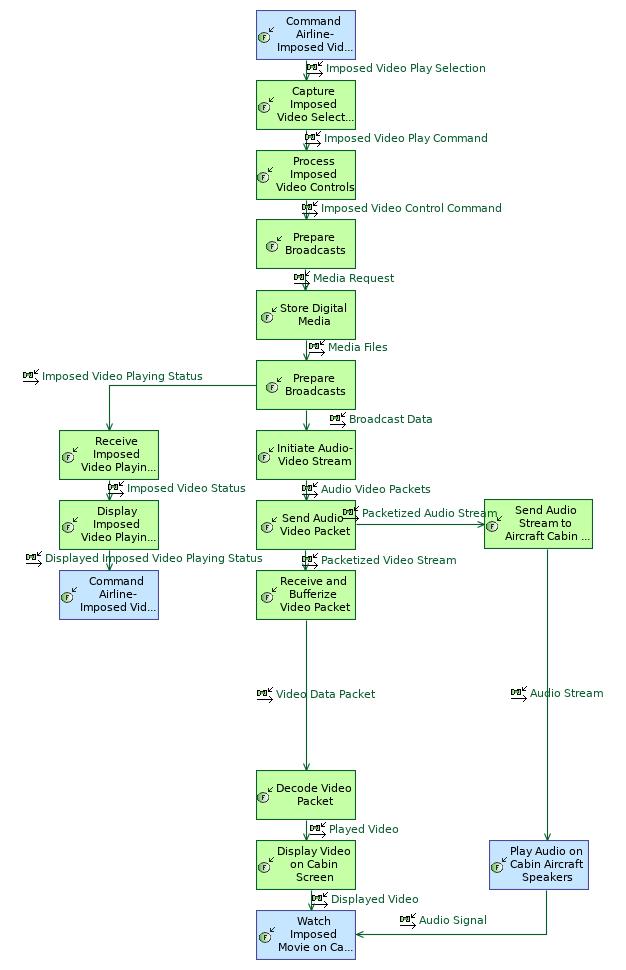 Command
Airline-
Imposed Vid...
Imposed Video Play Selection
Capture
Imposed
Video Select...
Imposed Video Play Command
Process
Imposed
Video Controls
Imposed Video Control Command
Prepare
Broadcasts
Media Request
Store Digital
Media
Media Files
Prepare
Broadcasts
Imposed Video Playing Status
Broadcast Data
Receive
Imposed
Video Playin...
Initiate Audio-
Video Stream
Imposed Video Status
Audio Video Packets
Display
Imposed
Video Playin...
Send Audio
Video Packet
Packetized Audio Stream
Send Audio
Stream to
Aircraft Cabin ...
Displayed Imposed Video Playing Status
Packetized Video Stream
Command
Airline-
Imposed Vid...
Receive and
Bufferize
Video Packet
Video Data Packet
Audio Stream
Decode Video
Packet
Played Video
Display Video
on Cabin
Screen
Play Audio on
Cabin Aircraft
Speakers
Displayed Video
Audio Signal
Watch
Imposed
Movie on Ca...